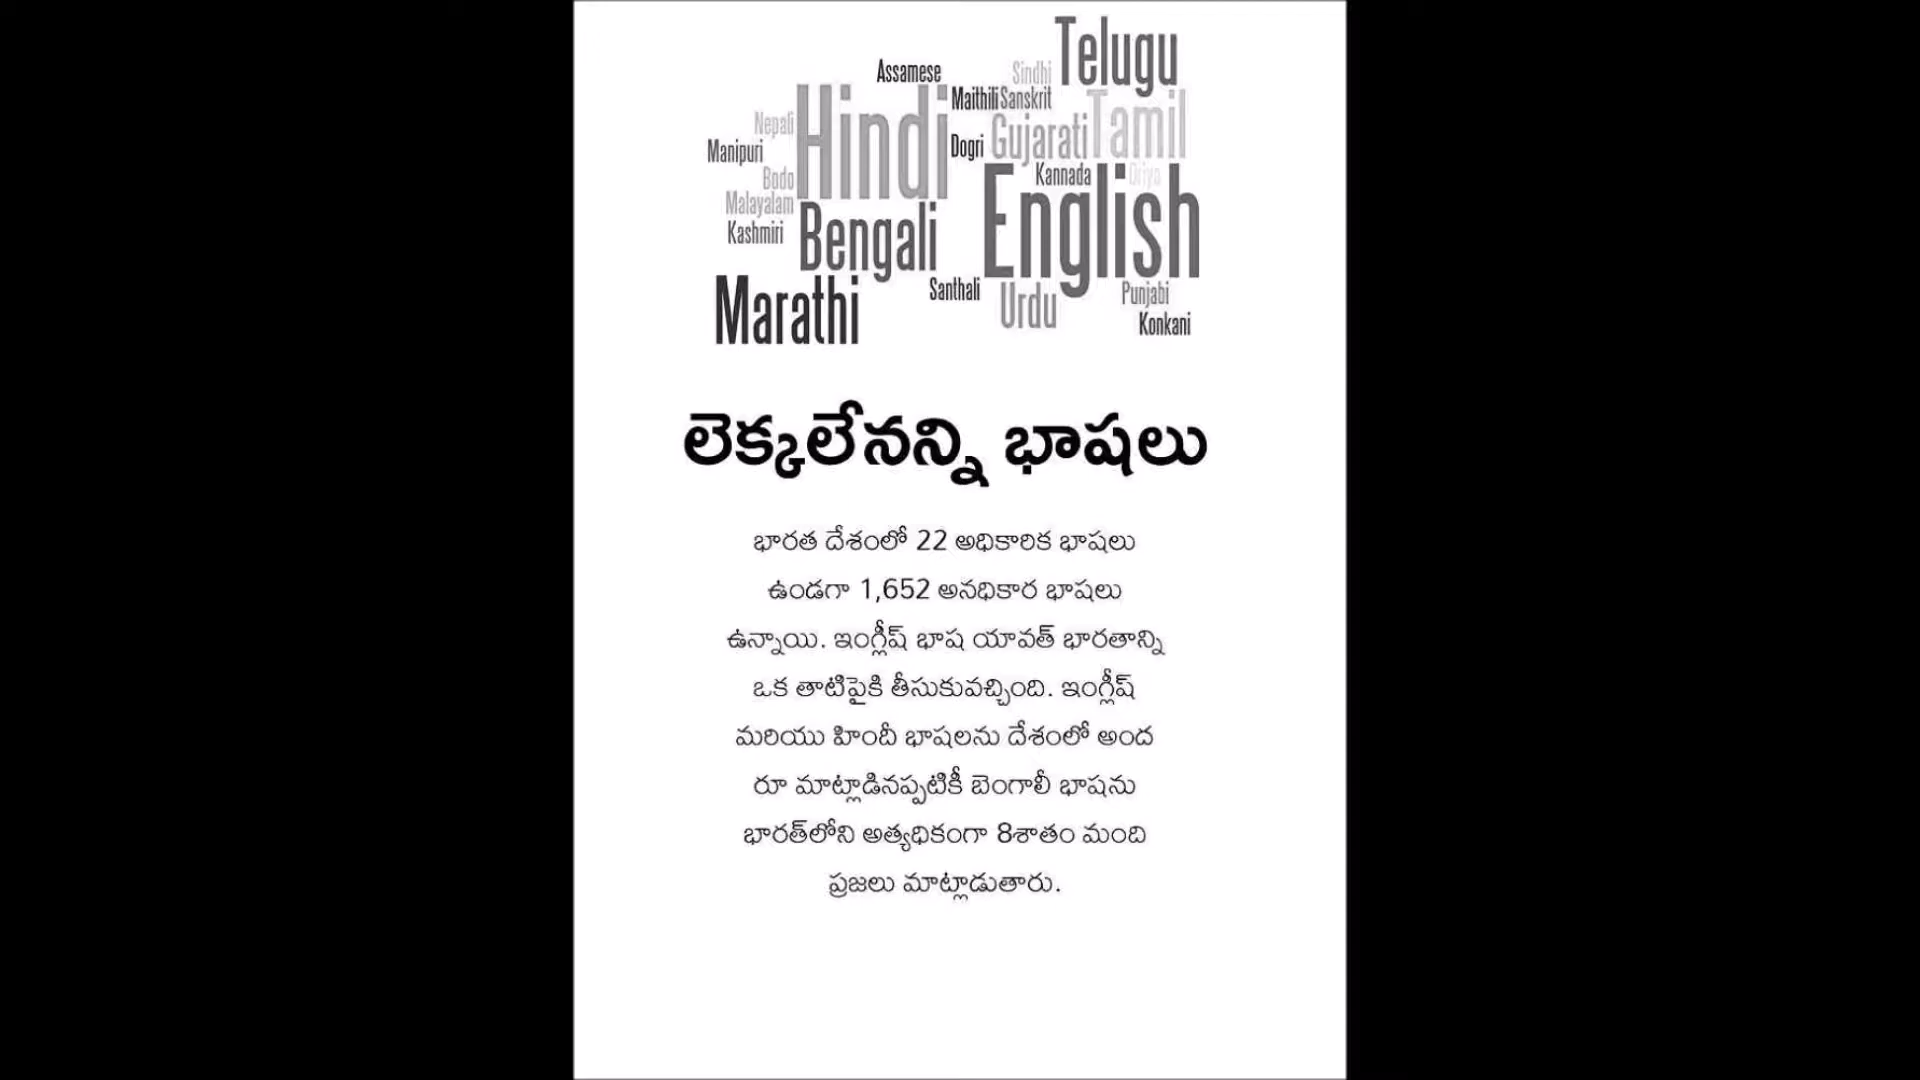 Telugu
Assamese
Sindhi
Hindi
Maithili
Sanskrit
Tamil
Nepali
Gujarati
Dogri
Manipuri
Kannada
Oriya
Bodo
English
Malayalam
Bengali
Kashmiri
Marathi
Santhali
Urdu
Punjabi
Konkani
లెక్కలేనన్ని భాషలు
భారత దేశంలో 22 అధికారిక భాషలు
ఉండగా 1,652 అనధికార భాషలు
ఉన్నాయి. ఇంగ్లీష్ భాష యావత్ భారతాన్ని
ఒక తాటిపైకి తీసుకువచ్చింది. ఇంగ్లీష్
మరియు హిందీ భాషలను దేశంలో అంద
రూ మాట్లాడినప్పటికీ బెంగాలీ భాషను
భారత్‌లోని అత్యధికంగా 8శాతం మంది
ప్రజలు మాట్లాడుతారు.